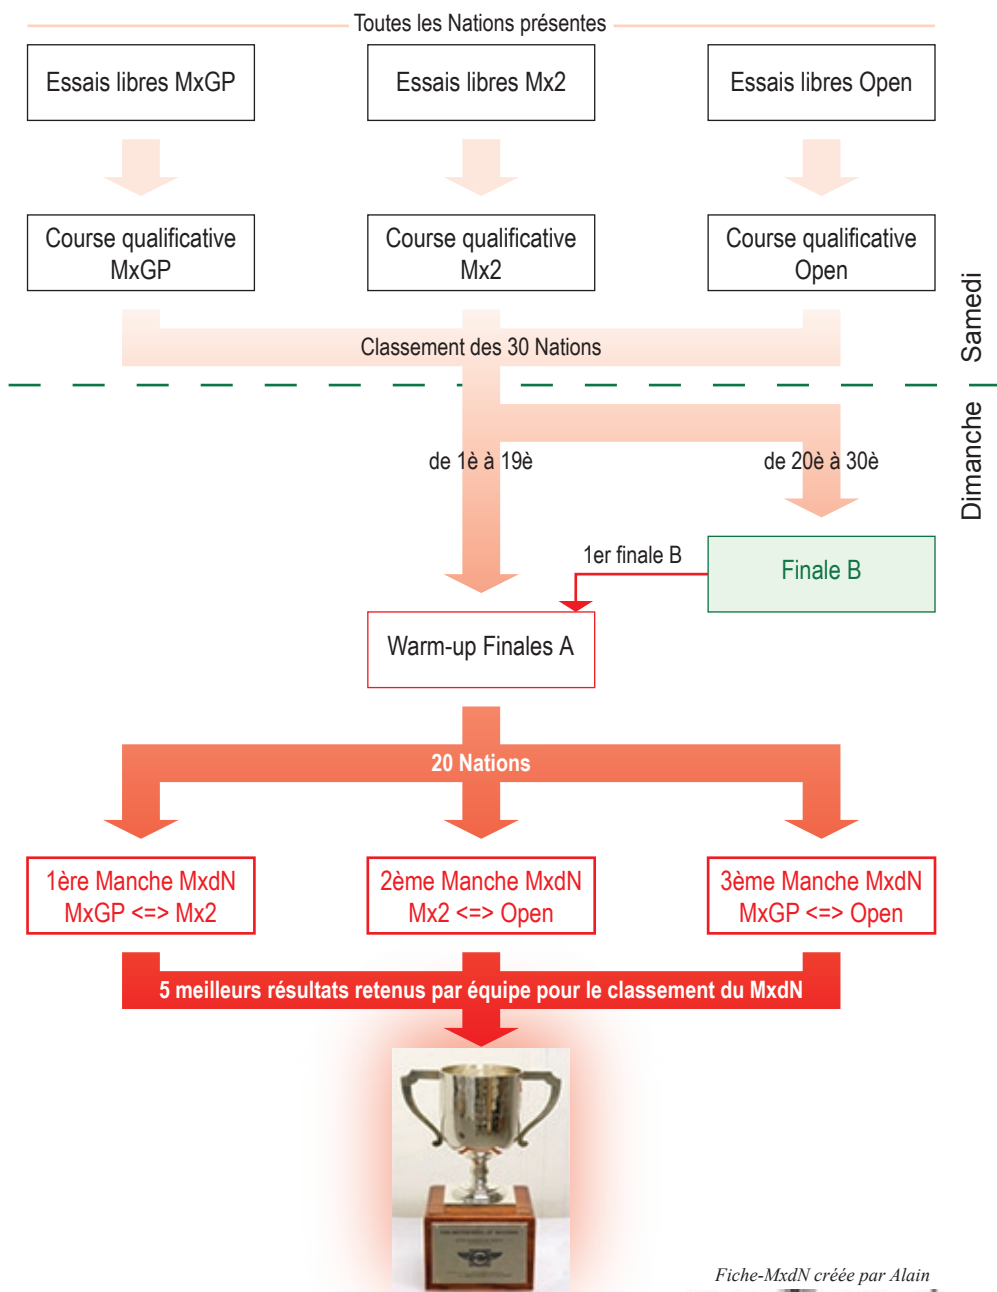 Toutes les Nations présentes
Essais libres MxGP
Essais libres Mx2
Essais libres Open
Course qualificative
MxGP
Course qualificative
Mx2
Course qualificative
Open
Samedi
Classement des 30 Nations
Dimanche
de 1è à 19è
de 20è à 30è
1er finale B
Finale B
Warm-up Finales A
20 Nations
1ère Manche MxdN
MxGP <=> Mx2
2ème Manche MxdN
Mx2 <=> Open
3ème Manche MxdN
MxGP <=> Open
5 meilleurs résultats retenus par équipe pour le classement du MxdN
Fiche-MxdN créée par Alain